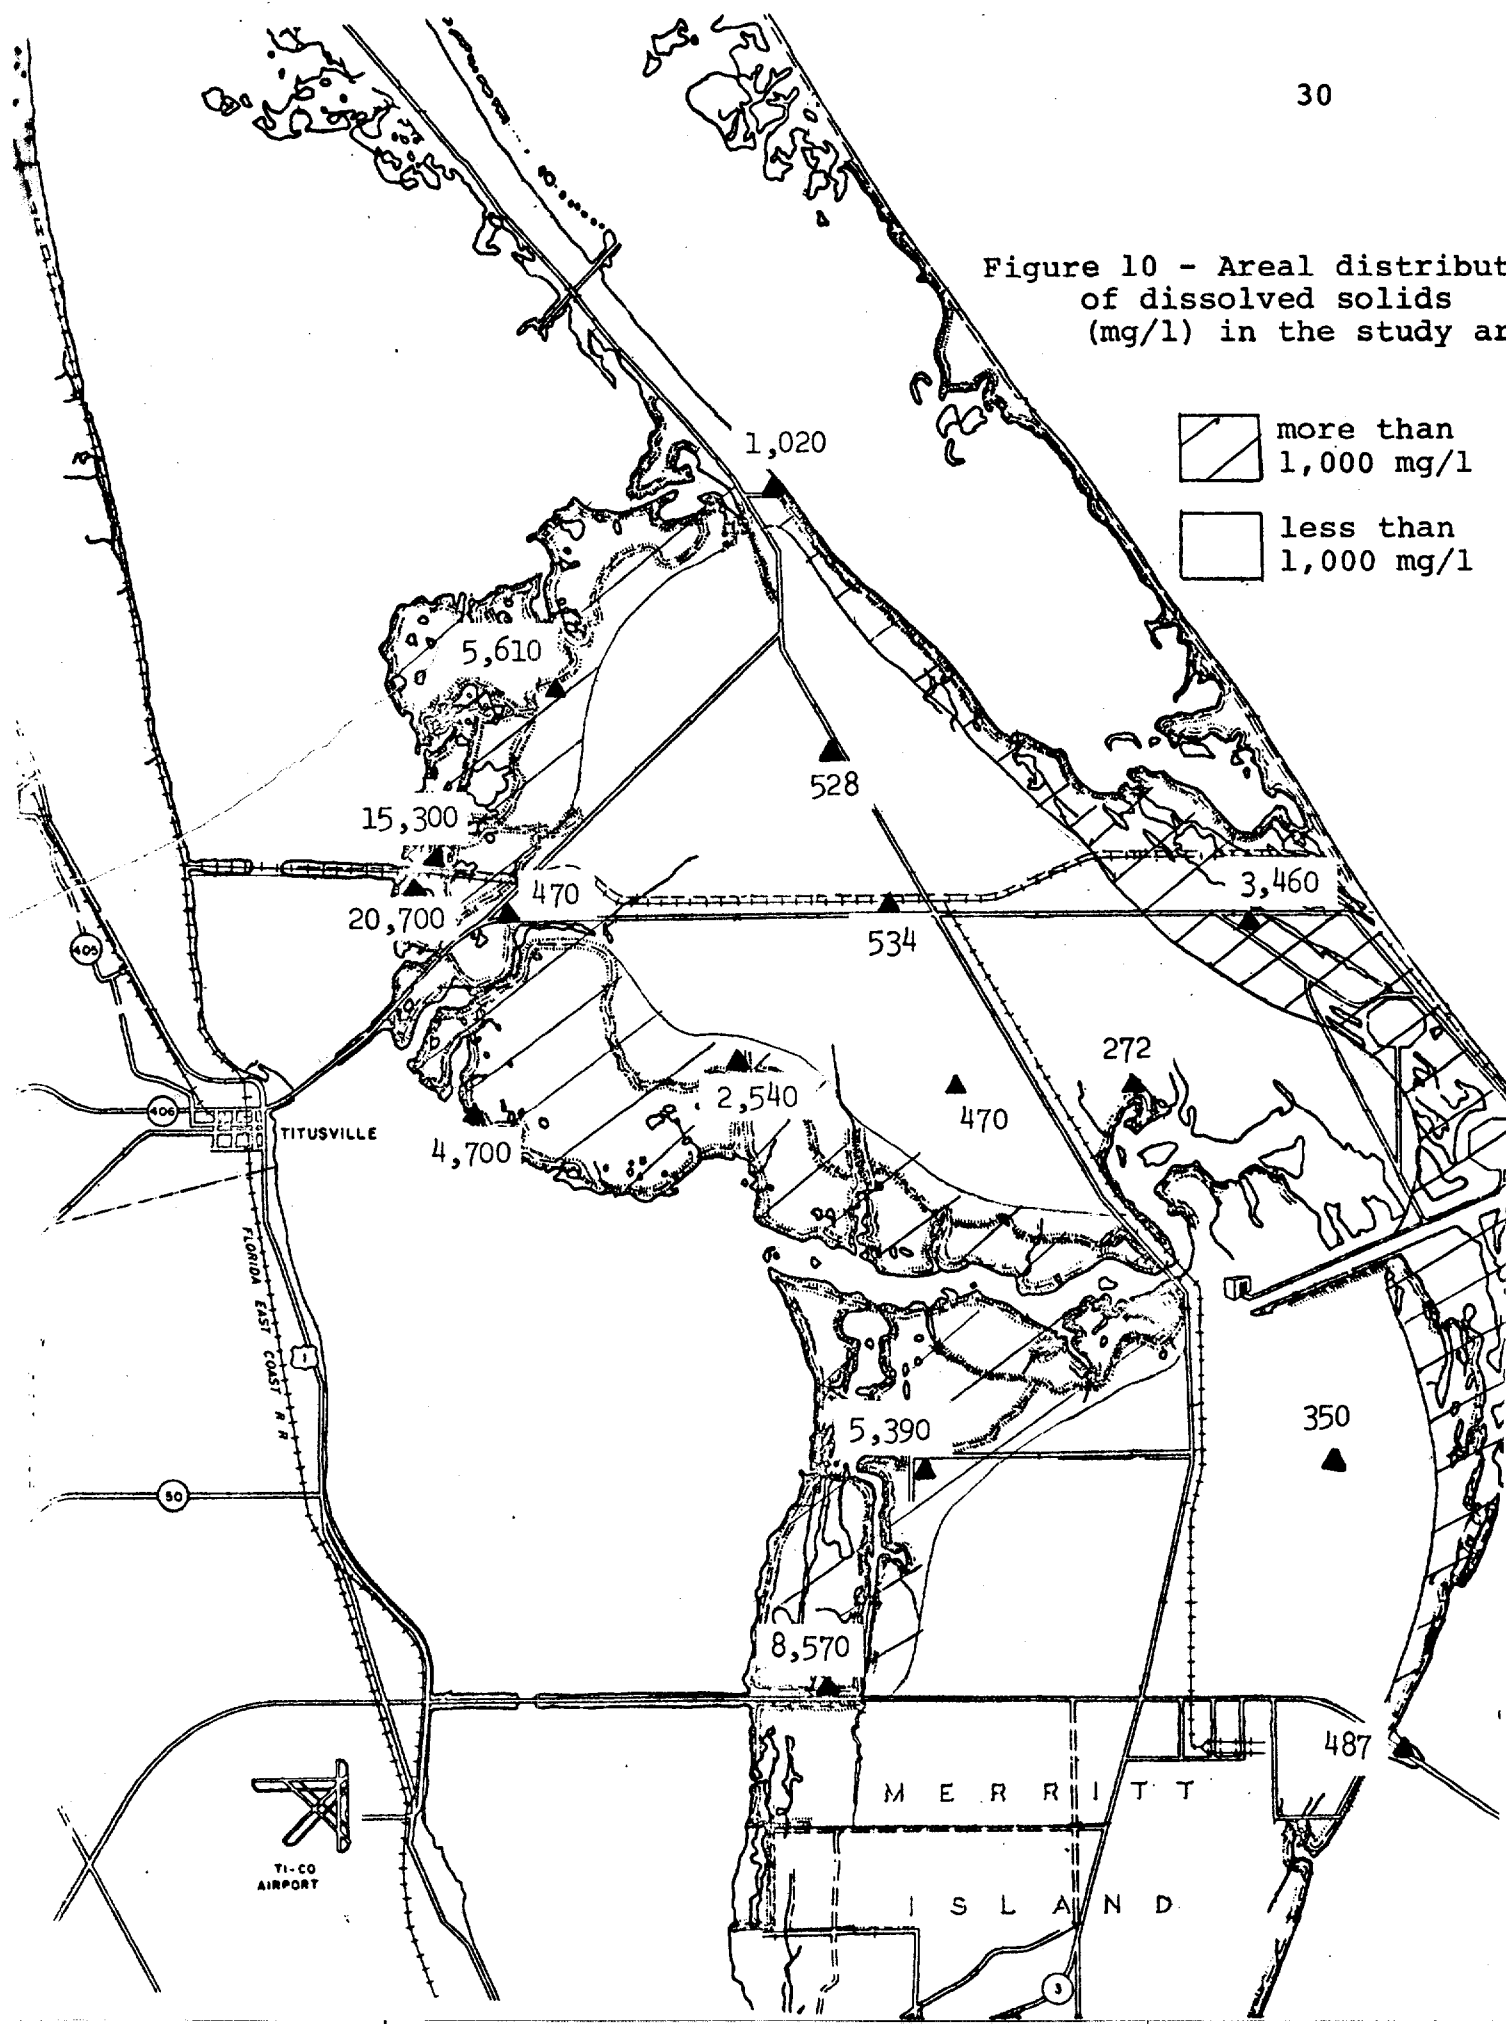 30
Figure 10 - Areal distribut
of dissolved solids
(mg/l) in the study ar
more than
1,000 mg/l
less than
1,000 mg/l
1,020
5,610
528
15,300
470
3,460
20,700
534
405
272
2,540
470
406
TITUSVILLE
4,700
FLORIDA EAST COAST R R
1
5,390
350
50
8,570
487
MERRITT
TI-CO
AIRPORT
ISLAND
3